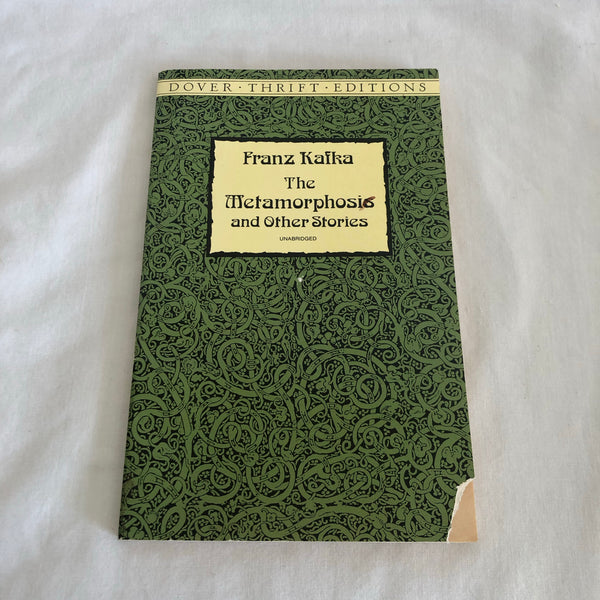 DOVER · THRIFT · EDITIONS
Franz Kafka
The
Metamorphosis
and Other Stories
UNABRIDGED